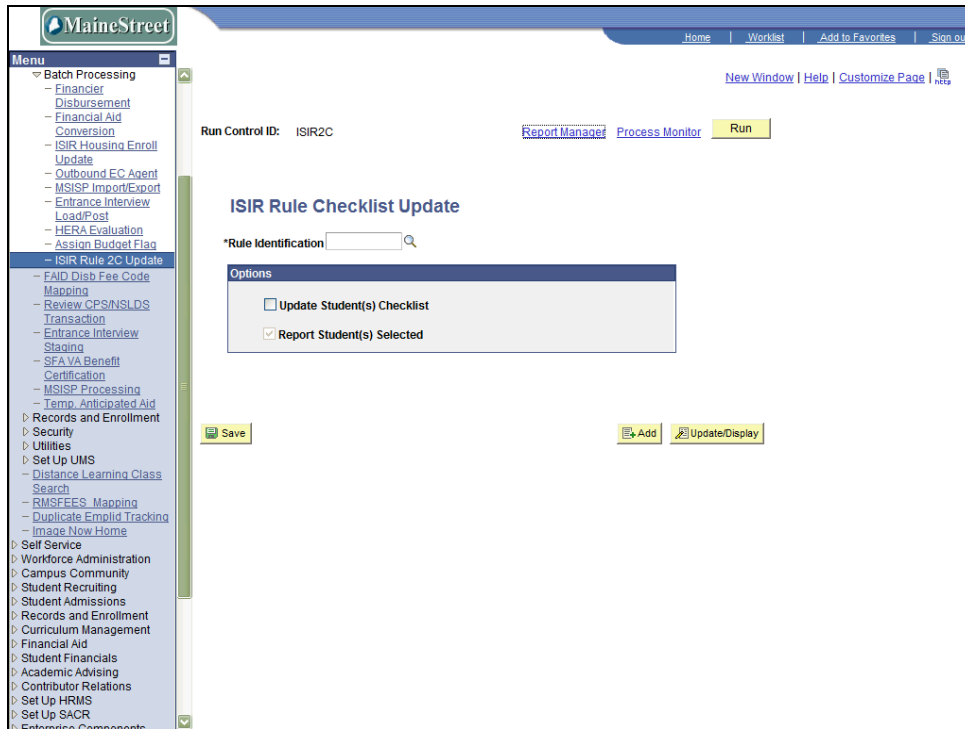 MaineStreet
Home | Worklist | Add to Favorites |
Menu
Batch Processing
Financier
Disbursement
Financial Aid
Conversion
ISIR Housing Enroll
Update
Outbound EC Agent
MSISP Import/Export
Entrance Interview
Load/Post
HERA Evaluation
Assign Budget Flag
ISIR Rule 2C Update
FAID Disb Fee Code
Mapping
Review CPS/NSLDS
Transaction
Entrance Interview
Staging
SFA VA Benefit
Certification
MSISP Processing
Temp. Anticipated Aid
Records and Enrollment
Security
Utilities
Set Up UMS
Distance Learning Class
Search
RMSFEES Mapping
Duplicate Emplid Tracking
Image Now Home
Self Service
Workforce Administration
Campus Community
Student Recruiting
Student Admissions
Records and Enrollment
Curriculum Management
Financial Aid
Student Financials
Academic Advising
Contributor Relations
Set Up HRMS
Set Up SACR
Enterprise Components
New Window | Help | Customize Page | http
Run Control ID: ISIR2C Report Manager Process Monitor Run
ISIR Rule Checklist Update
*Rule Identification
Options
Update Student(s) Checklist
Report Student(s) Selected
Save Add Update/Display